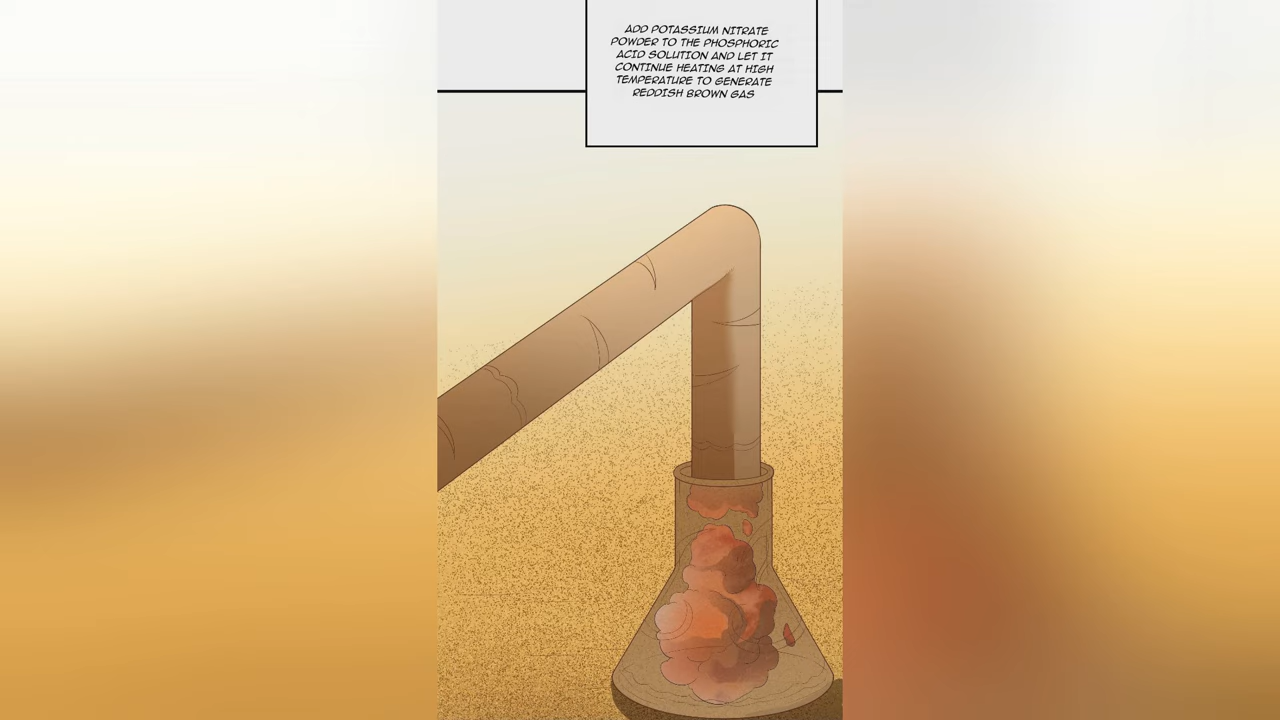 ADD POTASSIUM NITRATE
POWDER TO THE PHOSPHORIC
ACID SOLUTION AND LET IT
CONTINUE HEATING AT HIGH
TEMPERATURE TO GENERATE
REDDISH BROWN GAS